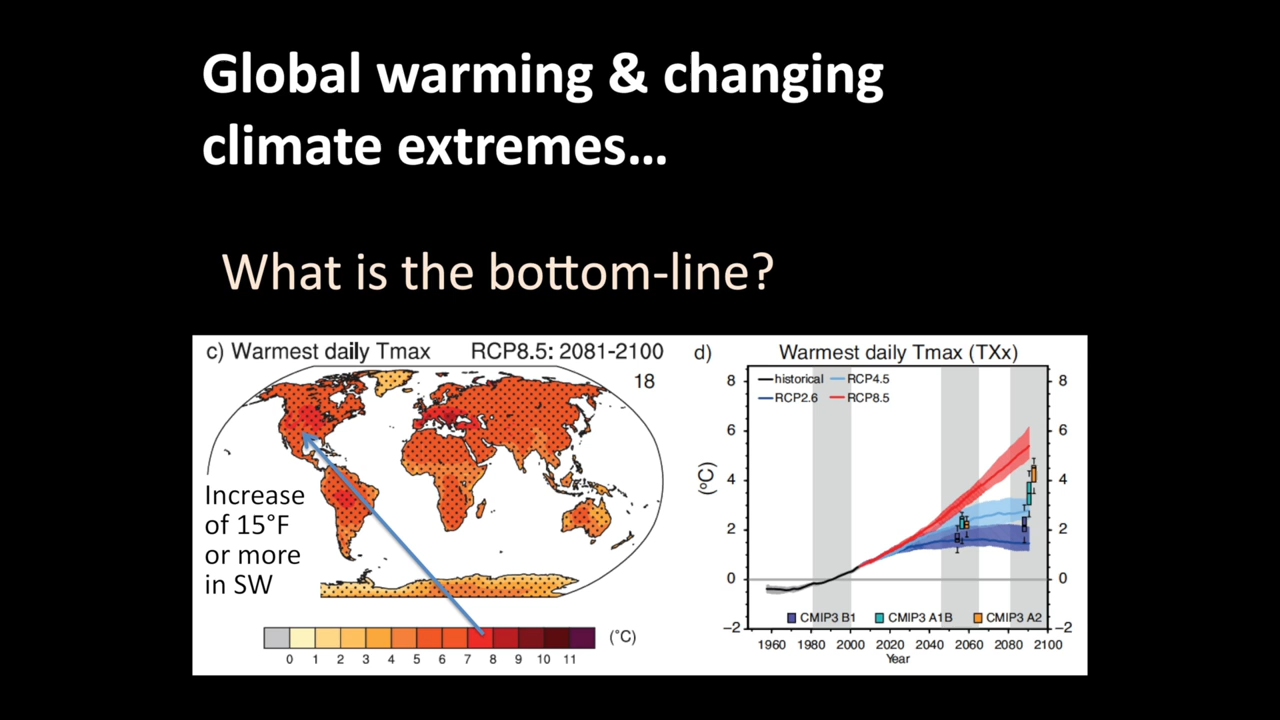 Global warming & changing
climate extremes…
What is the bottom-line?
c) Warmest daily Tmax RCP8.5: 2081-2100
18
Increase
of 15°F
or more
in SW
0 1 2 3 4 5 6 7 8 9 10 11
(°C)
d) Warmest daily Tmax (TXx)
historical RCP4.5
RCP2.6 RCP8.5
8 8
6 6
4 4
2 2
0 0
−2 −2
(°C)
CMIP3 B1 CMIP3 A1B CMIP3 A2
1960 1980 2000 2020 2040 2060 2080 2100
Year